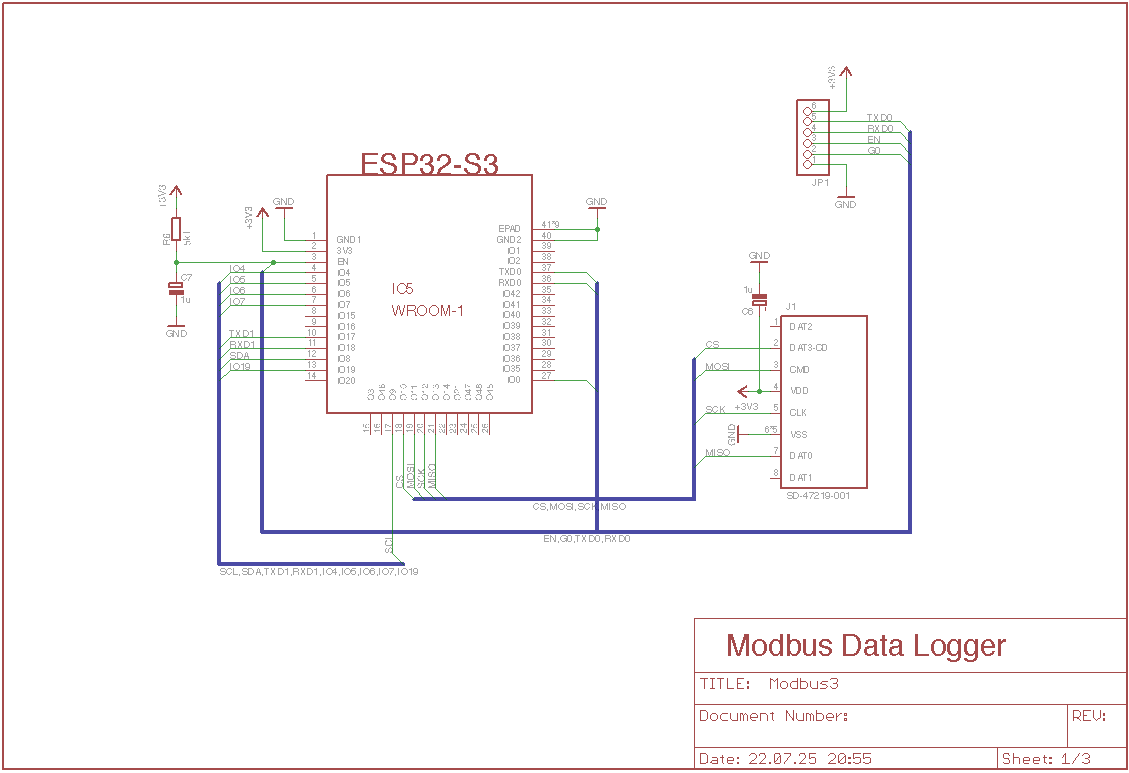 +3V3
6
5
4
3
2
1
TXD0
RXD0
EN
G0
JP1
GND
ESP32-S3
+3V3
R6
5k1
C7
1u
GND
+3V3
GND
GND
1
2
3
4
5
6
7
8
9
10
11
12
13
14
GND1
3V3
EN
IO4
IO5
IO6
IO7
IO15
IO16
IO17
IO18
IO8
IO19
IO20
IO4
IO5
IO6
IO7
TXD1
RXD1
SDA
IO19
IC5
WROOM-1
EPAD
GND2
IO1
IO2
TXD0
RXD0
IO42
IO41
IO40
IO39
IO38
IO37
IO36
IO35
IO0
41*9
40
39
38
37
36
35
34
33
32
31
30
29
28
27
IO3
IO46
IO9
IO10
IO11
IO12
IO13
IO14
IO21
IO47
IO48
IO45
15
16
17
18
19
20
21
22
23
24
25
26
CS
MOSI
SCK
MISO
SCL
GND
1u
C6
J1
1
2
3
4
5
6*5
7
8
DAT2
DAT3-CD
CMD
VDD
CLK
VSS
DAT0
DAT1
CS
MOSI
+3V3
SCK
GND
MISO
SD-47219-001
CS,MOSI,SCK,MISO
EN,G0,TXD0,RXD0
SCL,SDA,TXD1,RXD1,IO4,IO5,IO6,IO7,IO19
Modbus Data Logger
TITLE: Modbus3
Document Number:
REV:
Date: 22.07.25 20:55
Sheet: 1/3